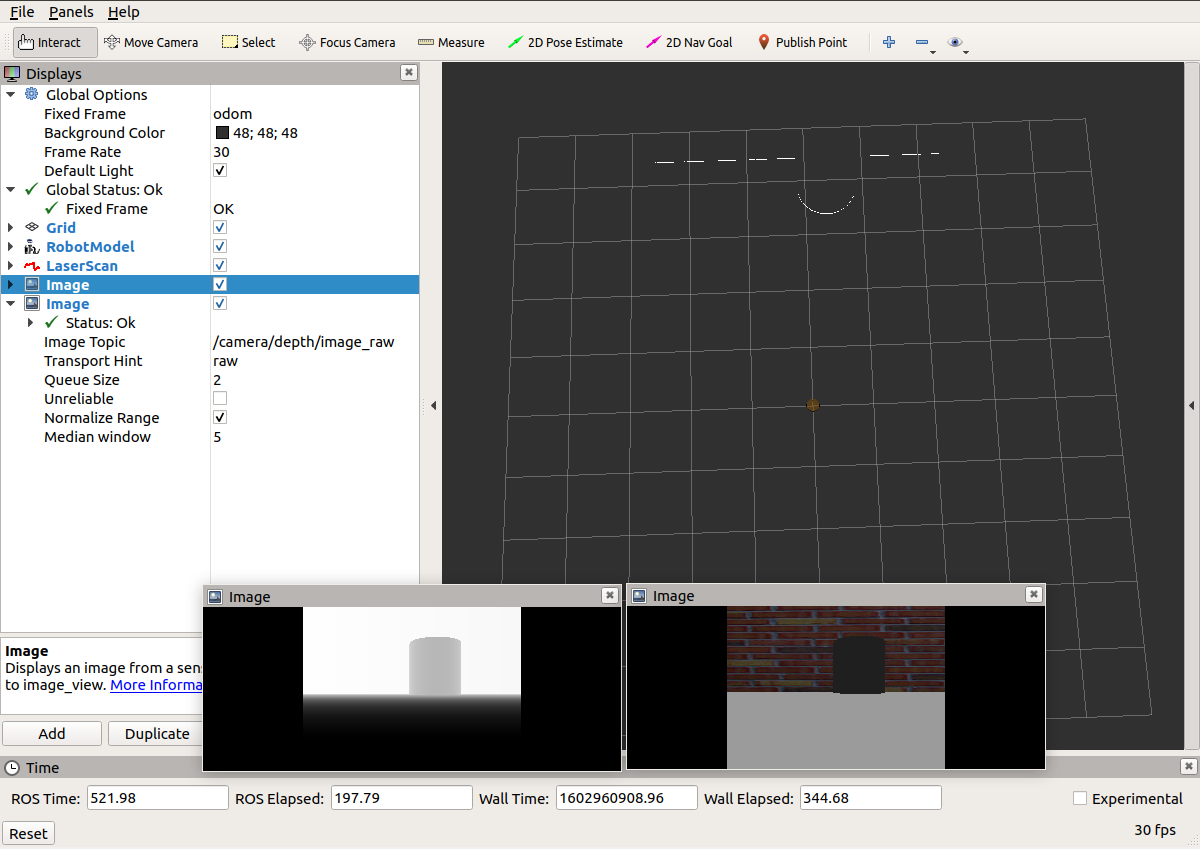 File Panels Help
Interact Move Camera Select Focus Camera Measure 2D Pose Estimate 2D Nav Goal Publish Point
Displays
Global Options
Fixed Frame odom
Background Color 48; 48; 48
Frame Rate 30
Default Light
Global Status: Ok
Fixed Frame OK
Grid
RobotModel
LaserScan
Image
Image
Status: Ok
Image Topic /camera/depth/image_raw
Transport Hint raw
Queue Size 2
Unreliable
Normalize Range
Median window 5
Image
Displays an image from a sen
to image_view. More Informa
Add Duplicate
Image
Image
Time
ROS Time: 521.98 ROS Elapsed: 197.79 Wall Time: 1602960908.96 Wall Elapsed: 344.68 Experimental
Reset 30 fps